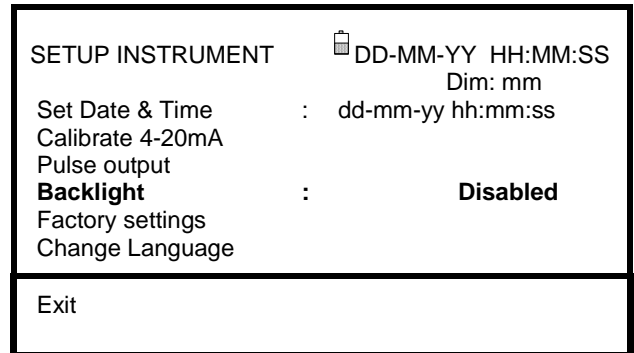 SETUP INSTRUMENT DD-MM-YY HH:MM:SS
Dim: mm
Set Date & Time : dd-mm-yy hh:mm:ss
Calibrate 4-20mA
Pulse output
Backlight : Disabled
Factory settings
Change Language
Exit